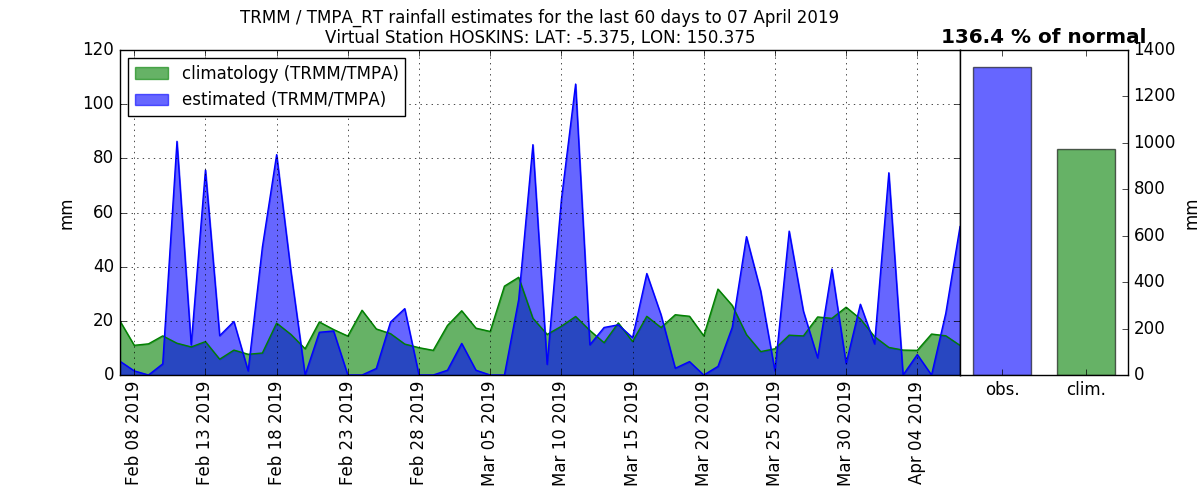 TRMM / TMPA_RT rainfall estimates for the last 60 days to 07 April 2019
Virtual Station HOSKINS: LAT: -5.375, LON: 150.375
136.4 % of normal
climatology (TRMM/TMPA)
estimated (TRMM/TMPA)
mm
120
100
80
60
40
20
0
Feb 08 2019
Feb 13 2019
Feb 18 2019
Feb 23 2019
Feb 28 2019
Mar 05 2019
Mar 10 2019
Mar 15 2019
Mar 20 2019
Mar 25 2019
Mar 30 2019
Apr 04 2019
obs.
clim.
1400
1200
1000
800
600
400
200
0
mm